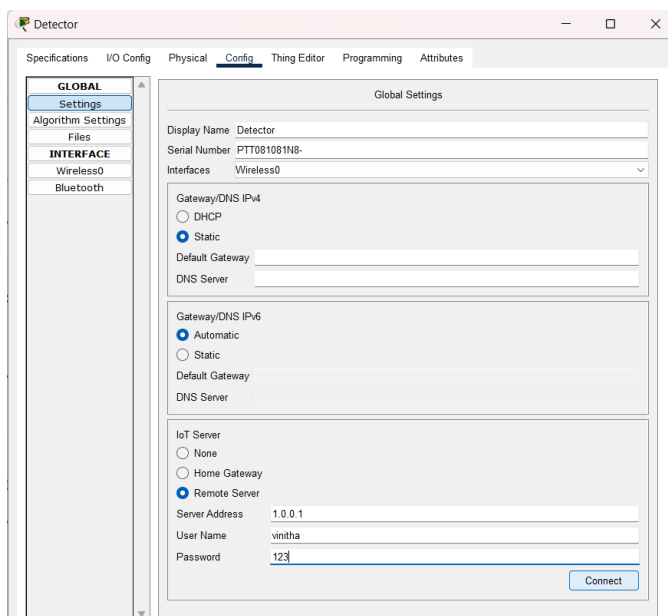 Detector
Specifications I/O Config Physical Config Thing Editor Programming Attributes
GLOBAL
Settings
Algorithm Settings
Files
INTERFACE
Wireless0
Bluetooth
Global Settings
Display Name Detector
Serial Number PTT081081N8-
Interfaces Wireless0
Gateway/DNS IPv4
DHCP
Static
Default Gateway
DNS Server
Gateway/DNS IPv6
Automatic
Static
Default Gateway
DNS Server
IoT Server
None
Home Gateway
Remote Server
Server Address 1.0.0.1
User Name vinitha
Password 123
Connect